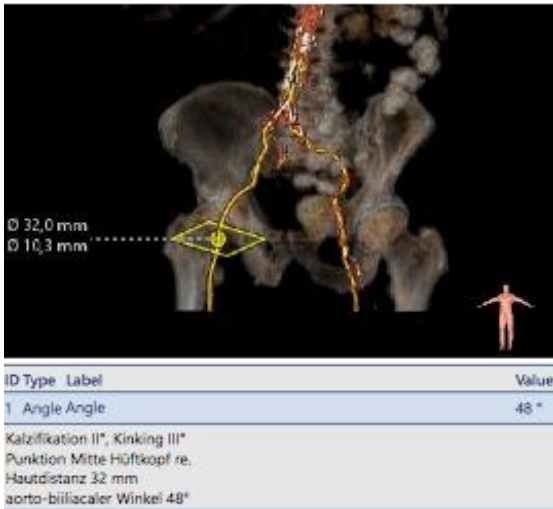 Ø 32,0 mm
Ø 10,3 mm
ID Type Label Value
1 Angle Angle 48 °
Kalzifikation II°, Kinking III°
Punktion Mitte Hüftkopf re.
Hautdistanz 32 mm
aorto-biiliacaler Winkel 48°